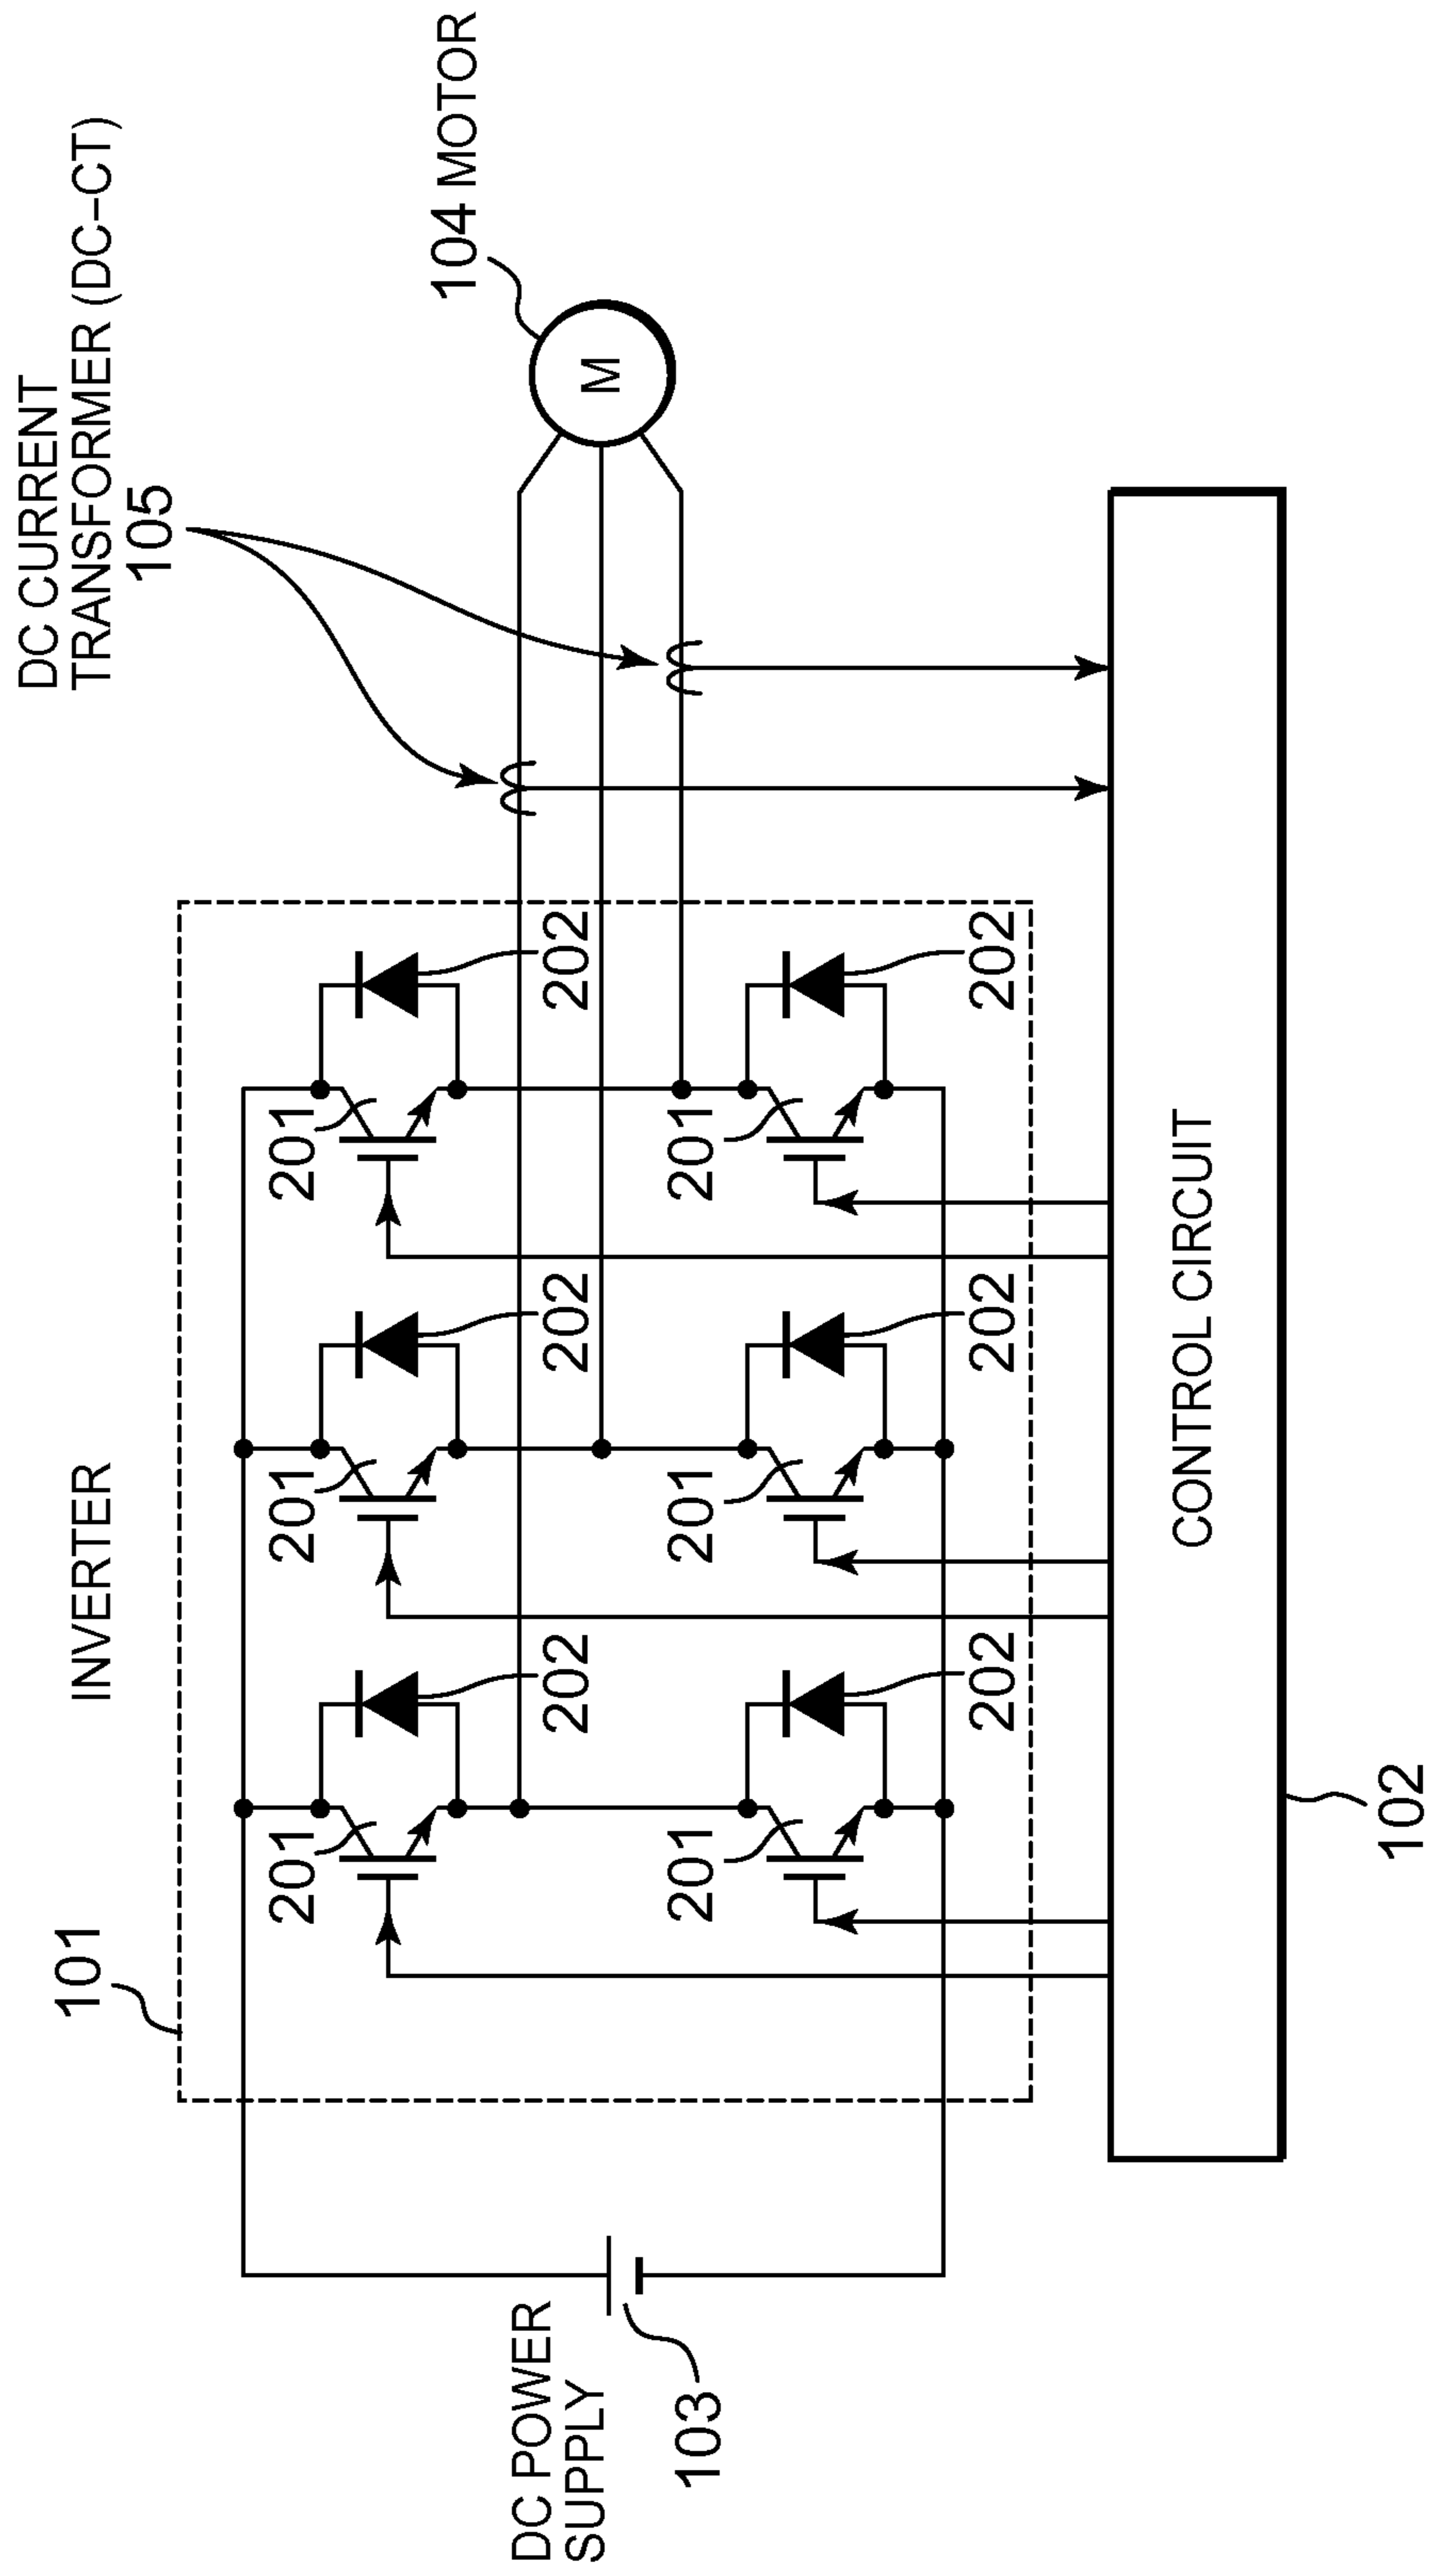 DC CURRENT
TRANSFORMER (DC-CT)
105
INVERTER
101
104 MOTOR
M
201
202
201
202
201
202
201
202
201
202
201
202
DC POWER
SUPPLY
103
CONTROL CIRCUIT
102